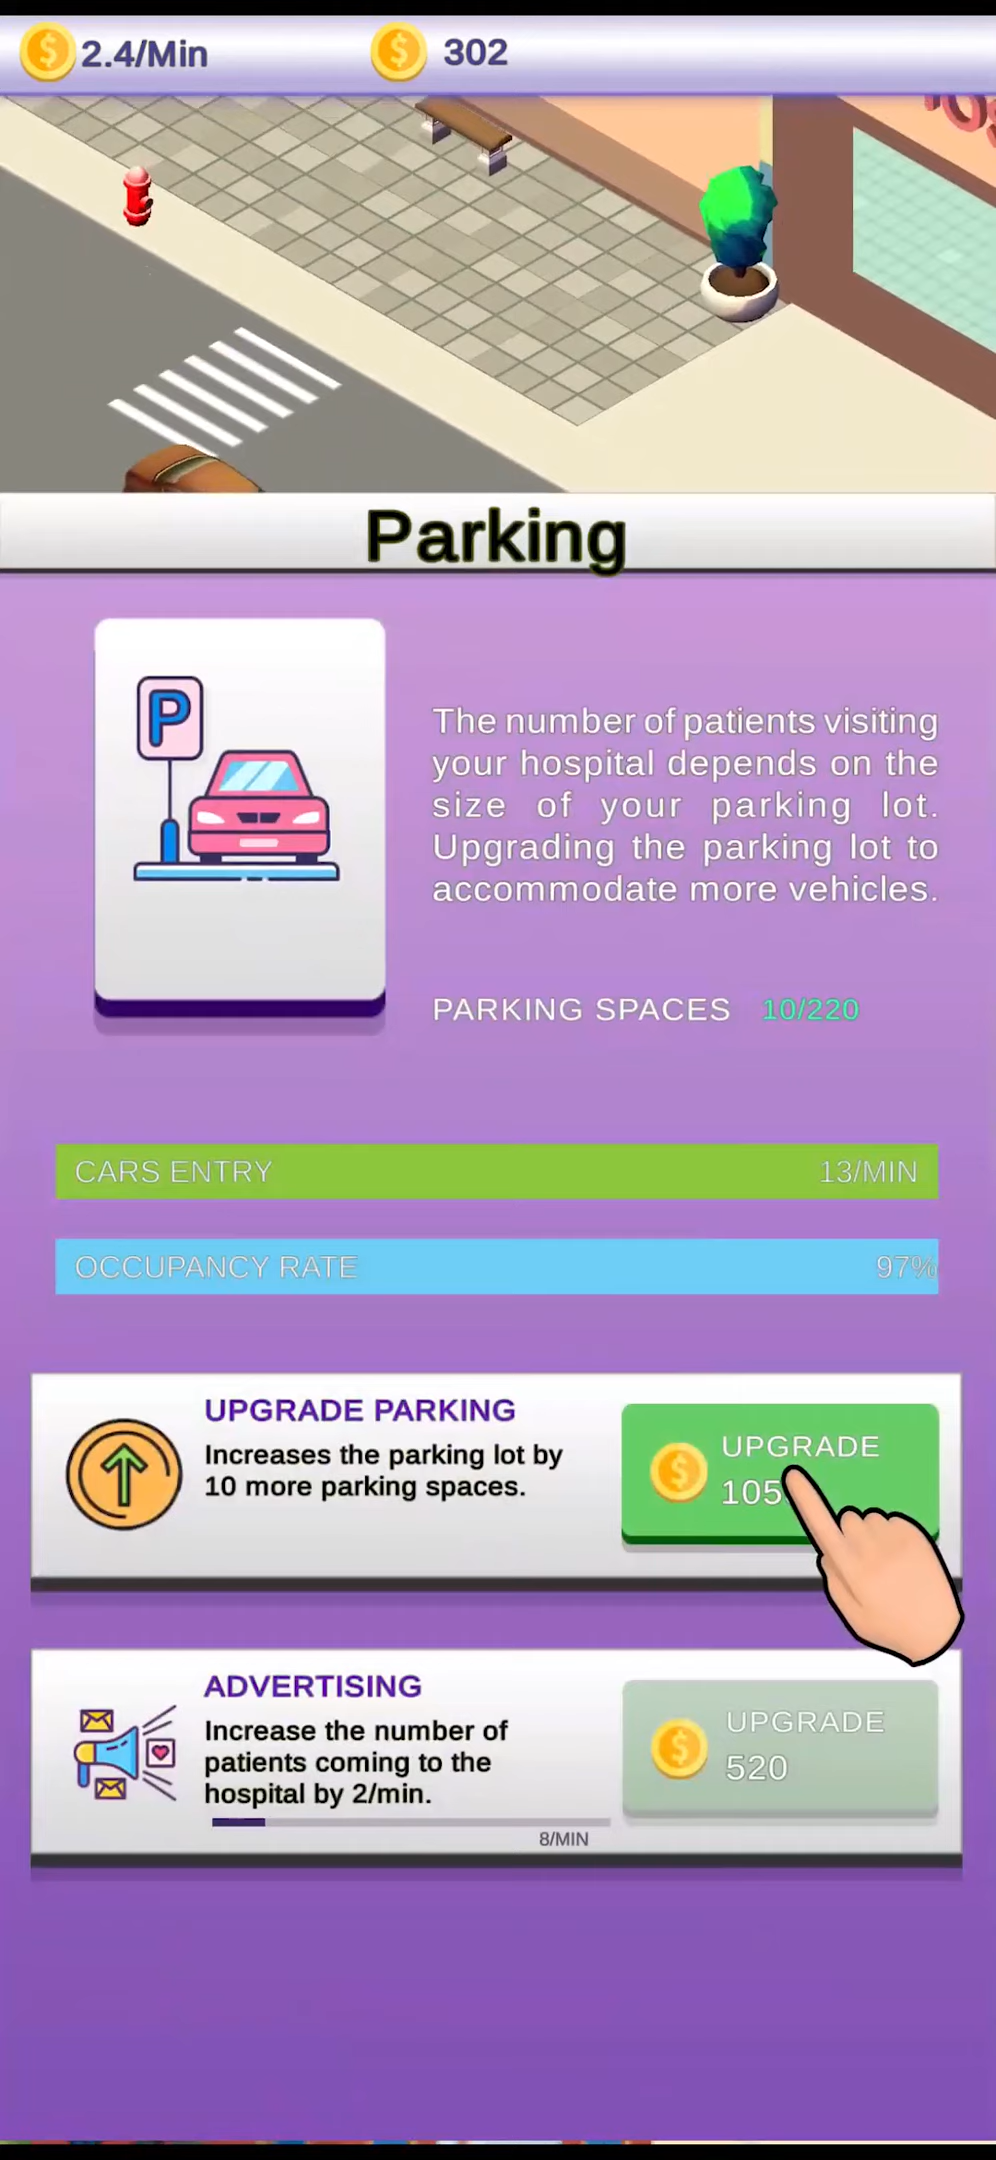 2.4/Min
302
Parking
P
The number of patients visiting
your hospital depends on the
size of your parking lot.
Upgrading the parking lot to
accommodate more vehicles.
PARKING SPACES 10/220
CARS ENTRY 13/MIN
OCCUPANCY RATE 97%
UPGRADE PARKING
Increases the parking lot by
10 more parking spaces.
UPGRADE
105
ADVERTISING
Increase the number of
patients coming to the
hospital by 2/min.
8/MIN
UPGRADE
520